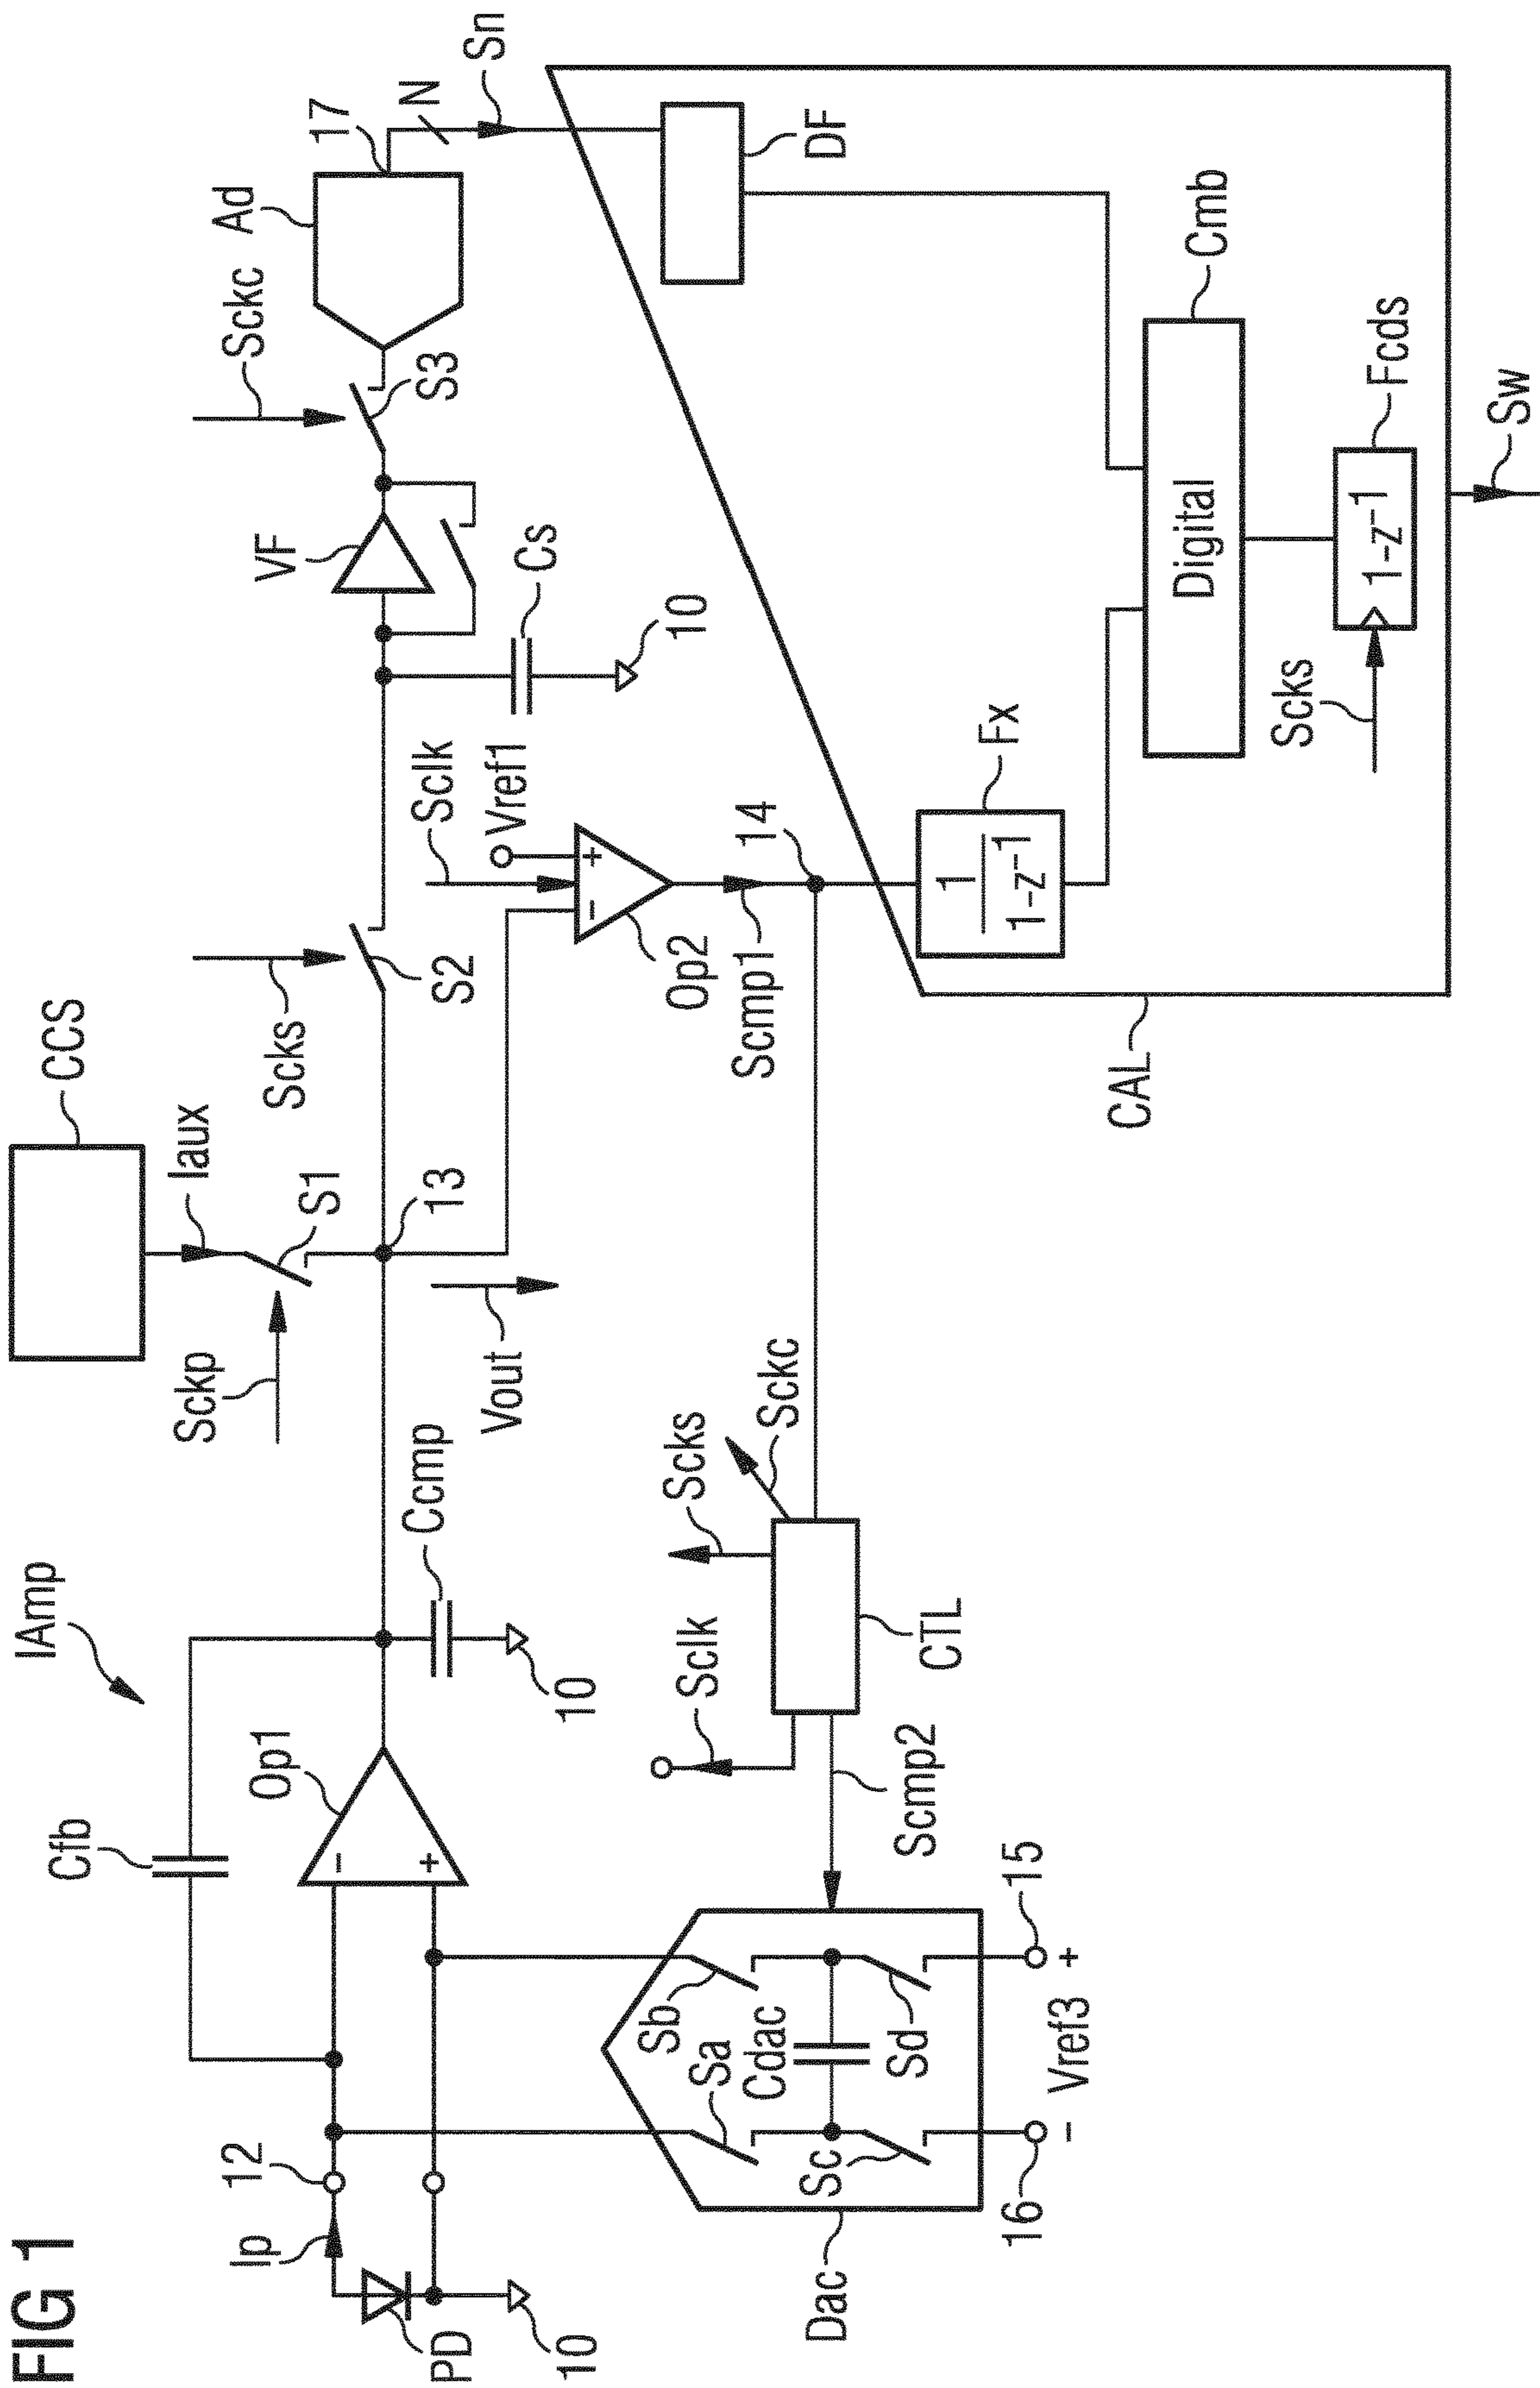 FIG 1
IAmp
CCS
Iaux
Sckp
S1
Scks
S2
Sckc
S3
VF
Ad
17
N
Sn
Cfb
Op1
-
+
Ccmp
10
13
Vout
Cs
10
Sclk
Vref1
-
+
Op2
Scmp1
14
Ip
12
PD
10
Sb
Sa
Cdac
Sd
Sc
Dac
16
-
Vref3
+
15
Scmp2
Sclk
Scks
Sckc
CTL
CAL
Fx
1
1-z-1
DF
Digital
Cmb
Scks
1-z-1
Fcds
Sw